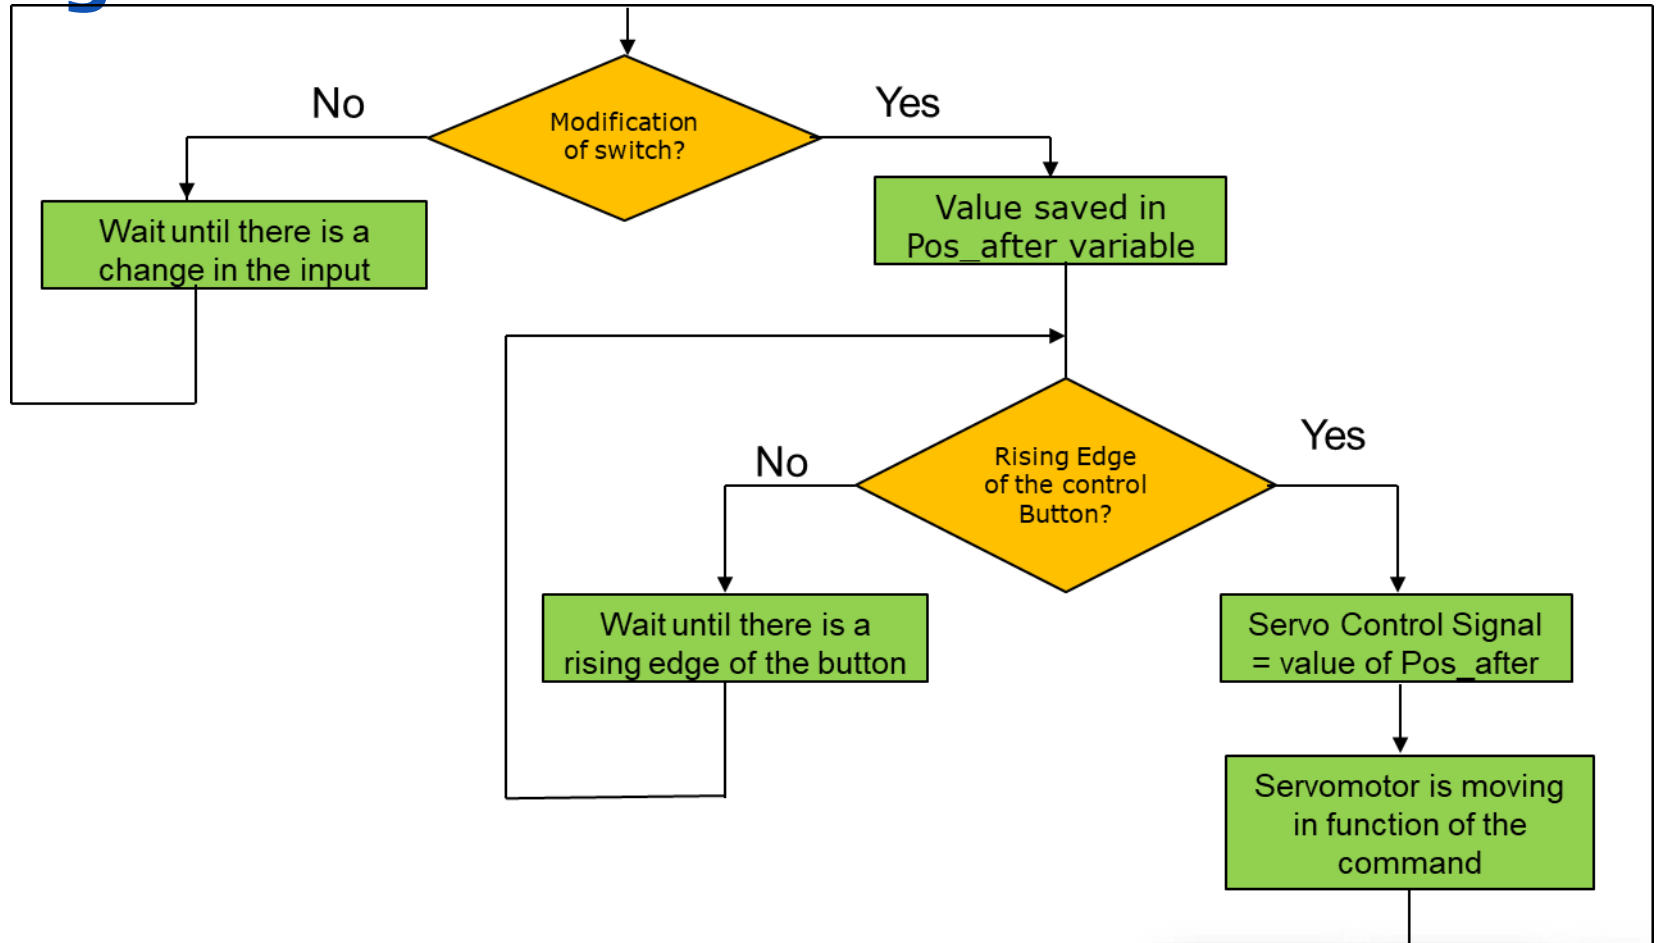 No
Modification
of switch?
Yes
Wait until there is a
change in the input
Value saved in
Pos_after variable
No
Rising Edge
of the control
Button?
Yes
Wait until there is a
rising edge of the button
Servo Control Signal
= value of Pos_after
Servomotor is moving
in function of the
command